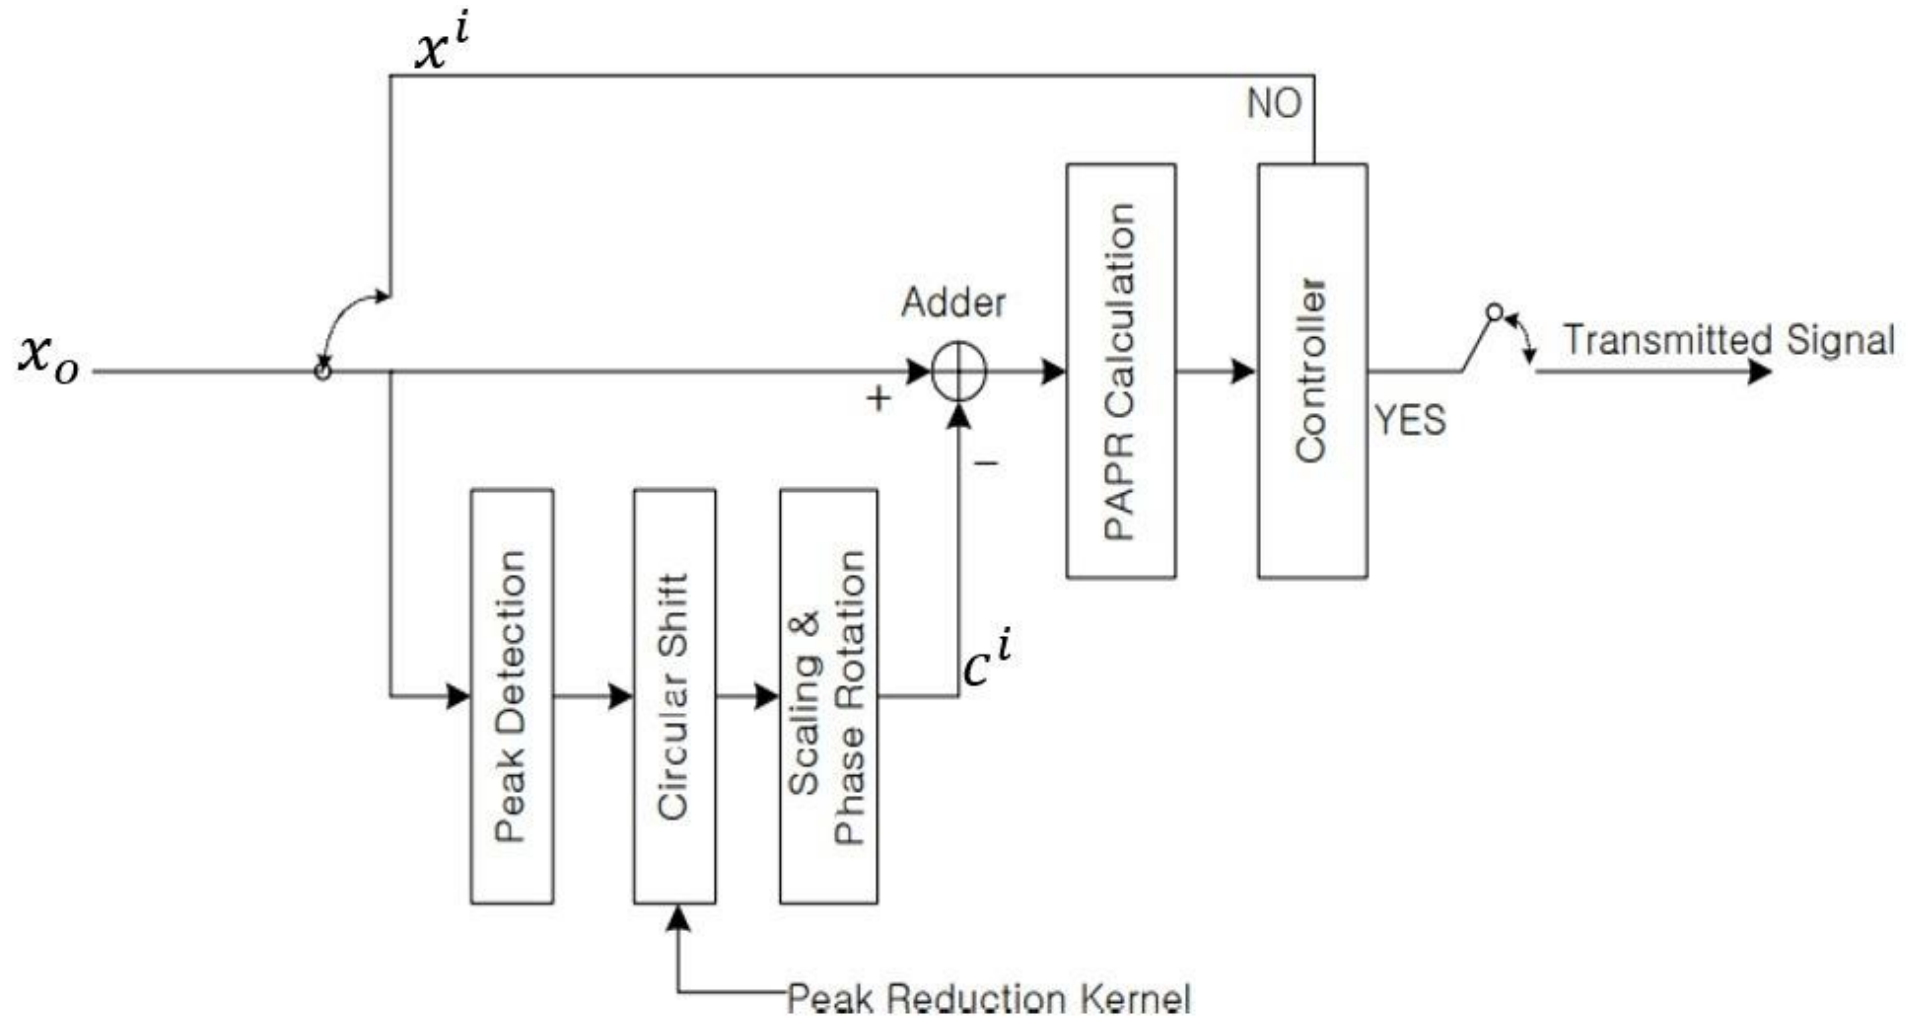 x^i
NO
Adder
x_o
+
PAPR Calculation
Controller
Transmitted Signal
YES
−
Peak Detection
Circular Shift
Scaling &
Phase Rotation
c^i
Peak Reduction Kernel